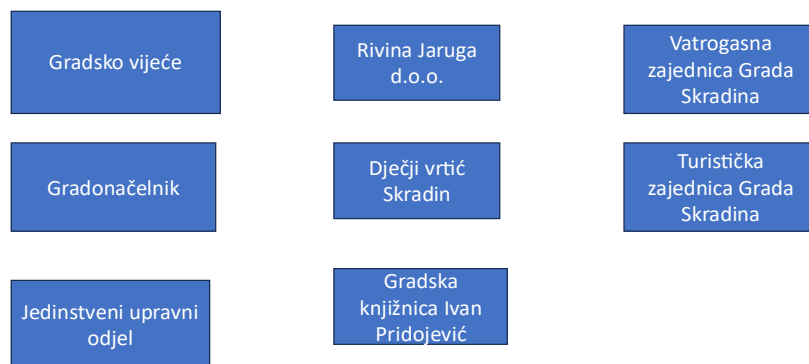 Gradsko vijeće
Rivina Jaruga
d.o.o.
Vatrogasna
zajednica Grada
Skradina
Gradonačelnik
Dječji vrtić
Skradin
Turistička
zajednica Grada
Skradina
Jedinstveni upravni
odjel
Gradska
knjižnica Ivan
Pridojević